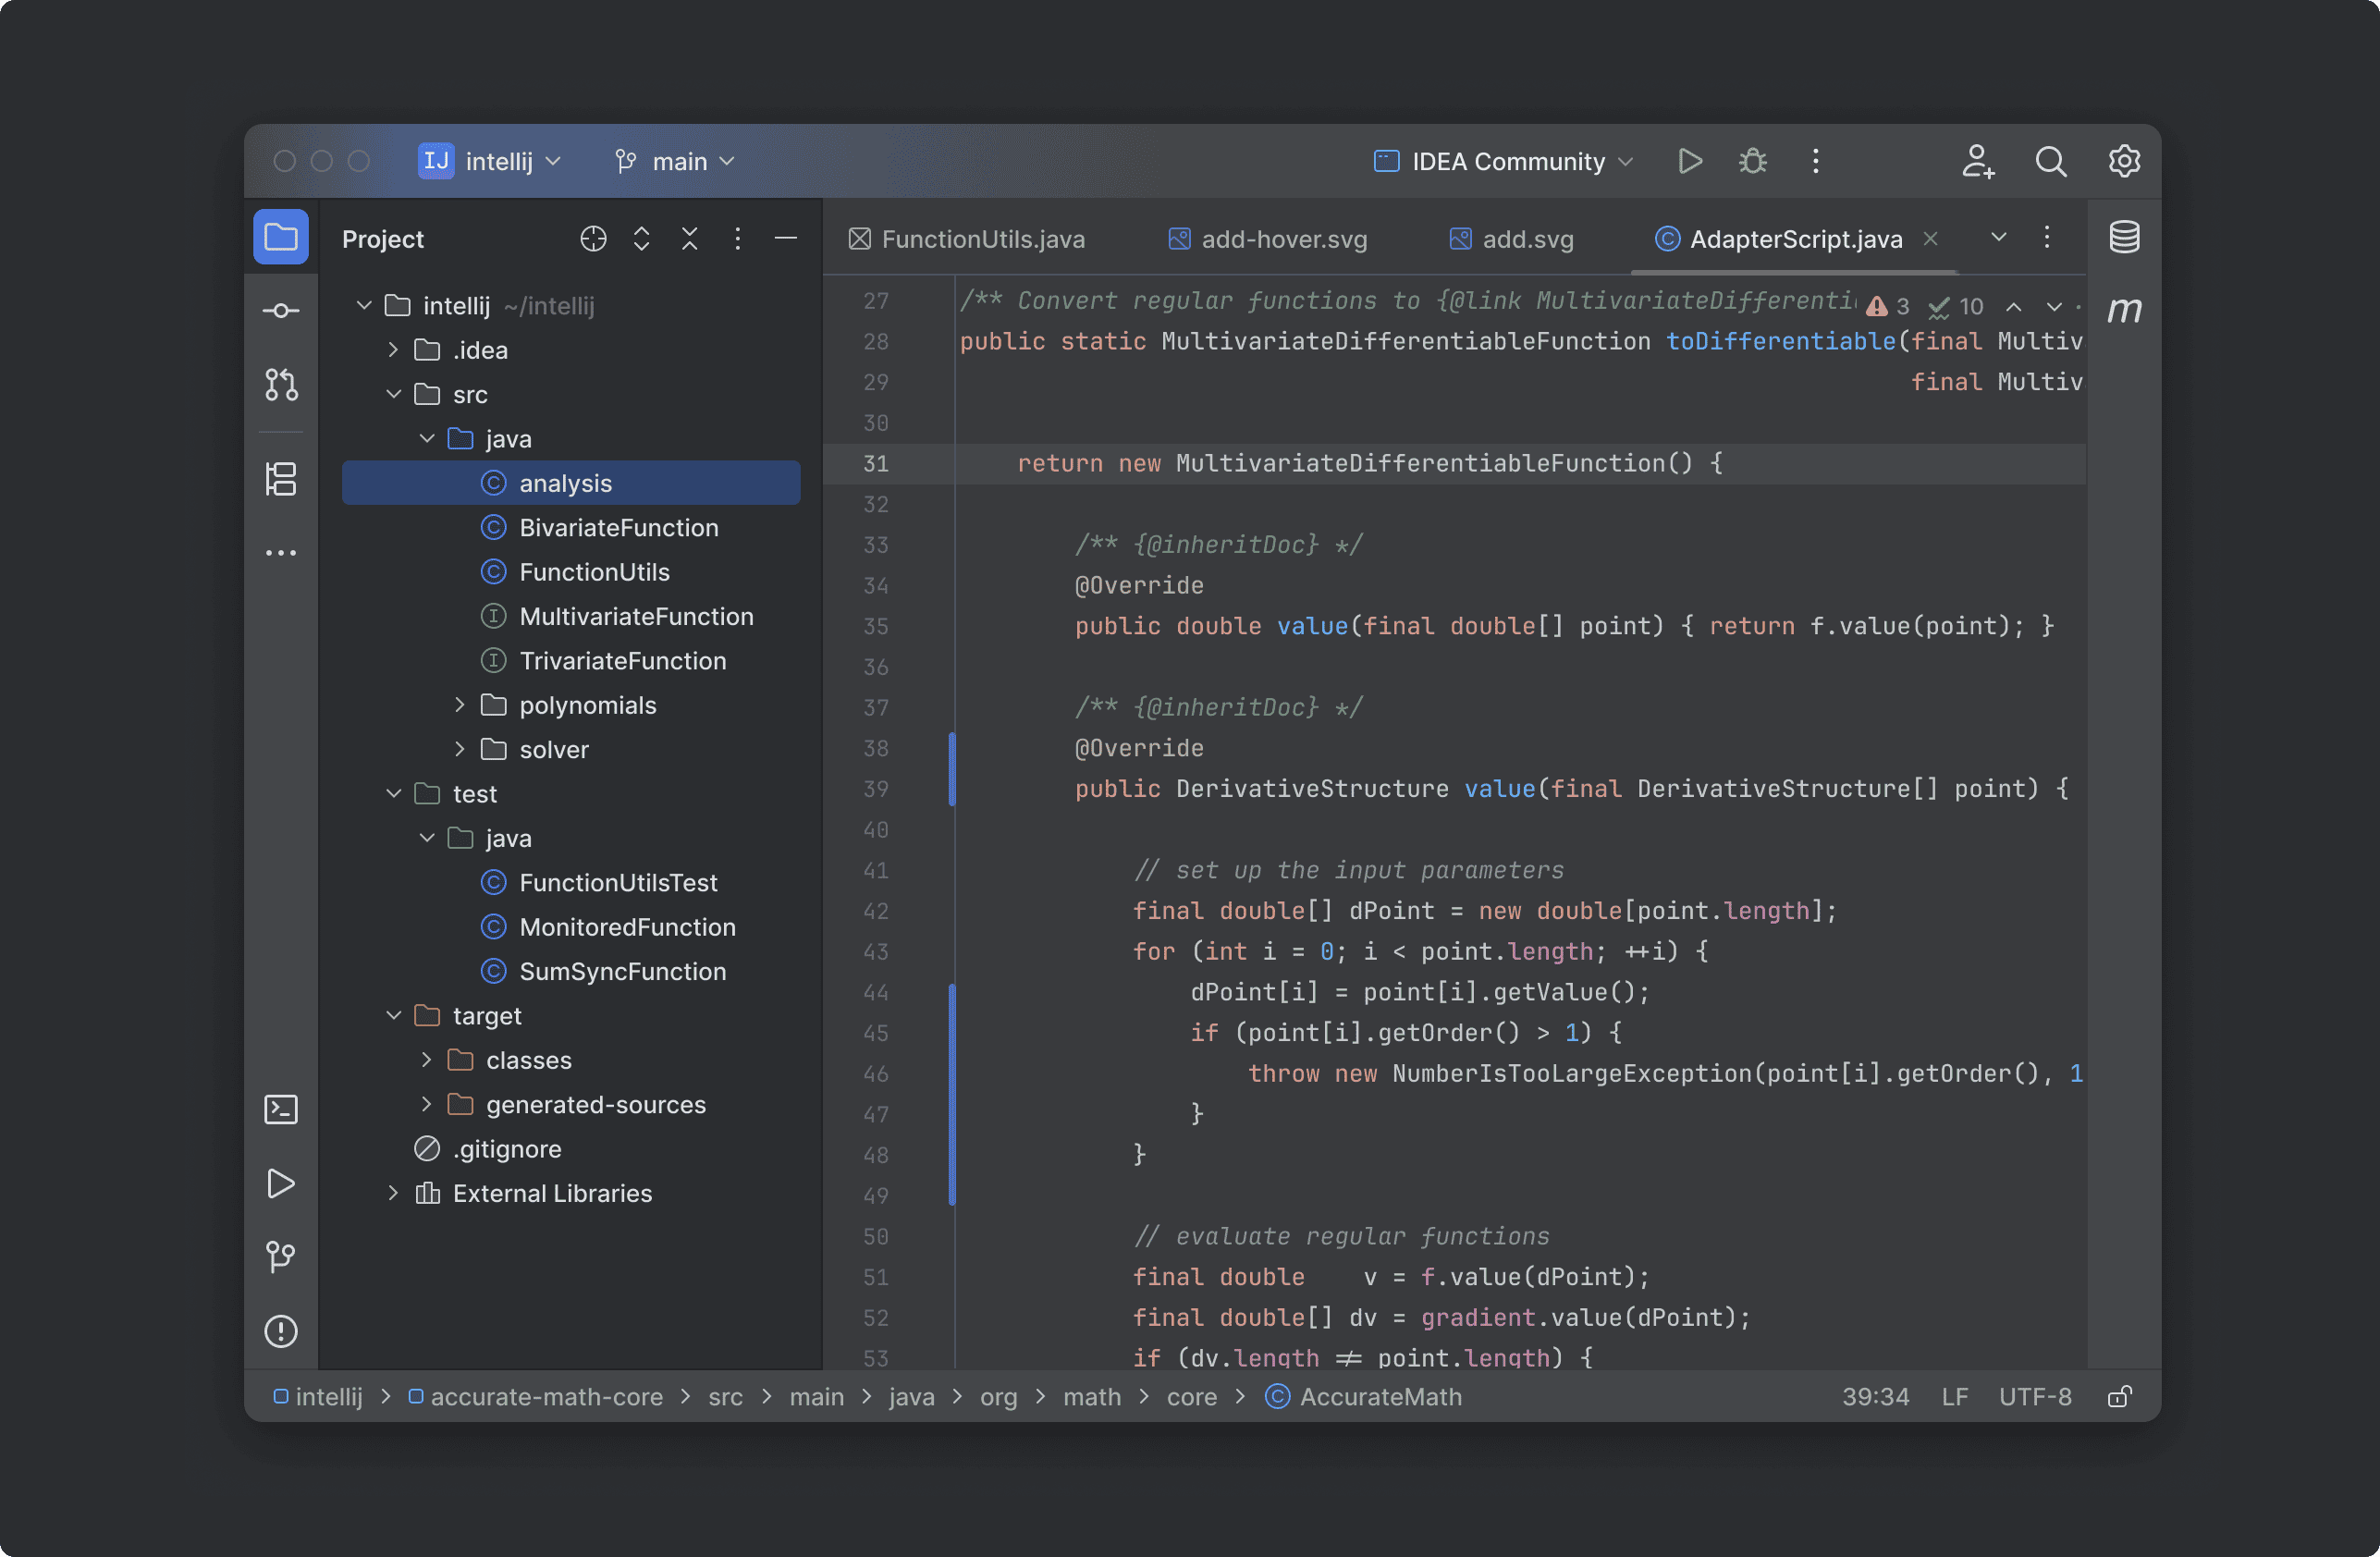 IJ intellij main IDEA Community
Project
intellij ~/intellij
.idea
src
java
analysis
BivariateFunction
FunctionUtils
MultivariateFunction
TrivariateFunction
polynomials
solver
test
java
FunctionUtilsTest
MonitoredFunction
SumSyncFunction
target
classes
generated-sources
.gitignore
External Libraries
FunctionUtils.java add-hover.svg add.svg AdapterScript.java
3 10
27 /** Convert regular functions to {@link MultivariateDifferenti
28 public static MultivariateDifferentiableFunction toDifferentiable(final Multiv
29 final Multiv
30
31 return new MultivariateDifferentiableFunction() {
32
33 /** {@inheritDoc} */
34 @Override
35 public double value(final double[] point) { return f.value(point); }
36
37 /** {@inheritDoc} */
38 @Override
39 public DerivativeStructure value(final DerivativeStructure[] point) {
40
41 // set up the input parameters
42 final double[] dPoint = new double[point.length];
43 for (int i = 0; i < point.length; ++i) {
44 dPoint[i] = point[i].getValue();
45 if (point[i].getOrder() > 1) {
46 throw new NumberIsTooLargeException(point[i].getOrder(), 1
47 }
48 }
49
50 // evaluate regular functions
51 final double v = f.value(dPoint);
52 final double[] dv = gradient.value(dPoint);
53 if (dv.length != point.length) {
m
intellij > accurate-math-core > src > main > java > org > math > core > AccurateMath 39:34 LF UTF-8